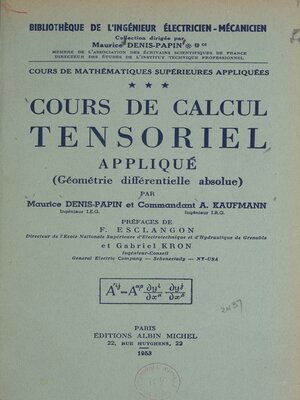 BIBLIOTHÈQUE DE L'INGÉNIEUR ÉLECTRICIEN-MÉCANICIEN
Collection dirigée par
Maurice DENIS-PAPIN
MEMBRE DE L'ASSOCIATION DES ÉCRIVAINS SCIENTIFIQUES DE FRANCE
DIRECTEUR DES ÉTUDES DE L'INSTITUT TECHNIQUE PROFESSIONNEL
COURS DE MATHÉMATIQUES SUPÉRIEURES APPLIQUÉES
★ ★ ★
COURS DE CALCUL
TENSORIEL
APPLIQUÉ
(Géométrie différentielle absolue)
PAR
Maurice DENIS-PAPIN et Commandant A. KAUFMANN
Ingénieur I.E.G. Ingénieur I.R.G.
PRÉFACES DE
F. ESCLANGON
Directeur de l'Ecole Nationale Supérieure d'Electrotechnique et d'Hydraulique de Grenoble
et Gabriel KRON
Ingénieur-Conseil
General Electric Company — Schenectady — NY-USA
PARIS
EDITIONS ALBIN MICHEL
22, RUE HUYGHENS, 22
1953